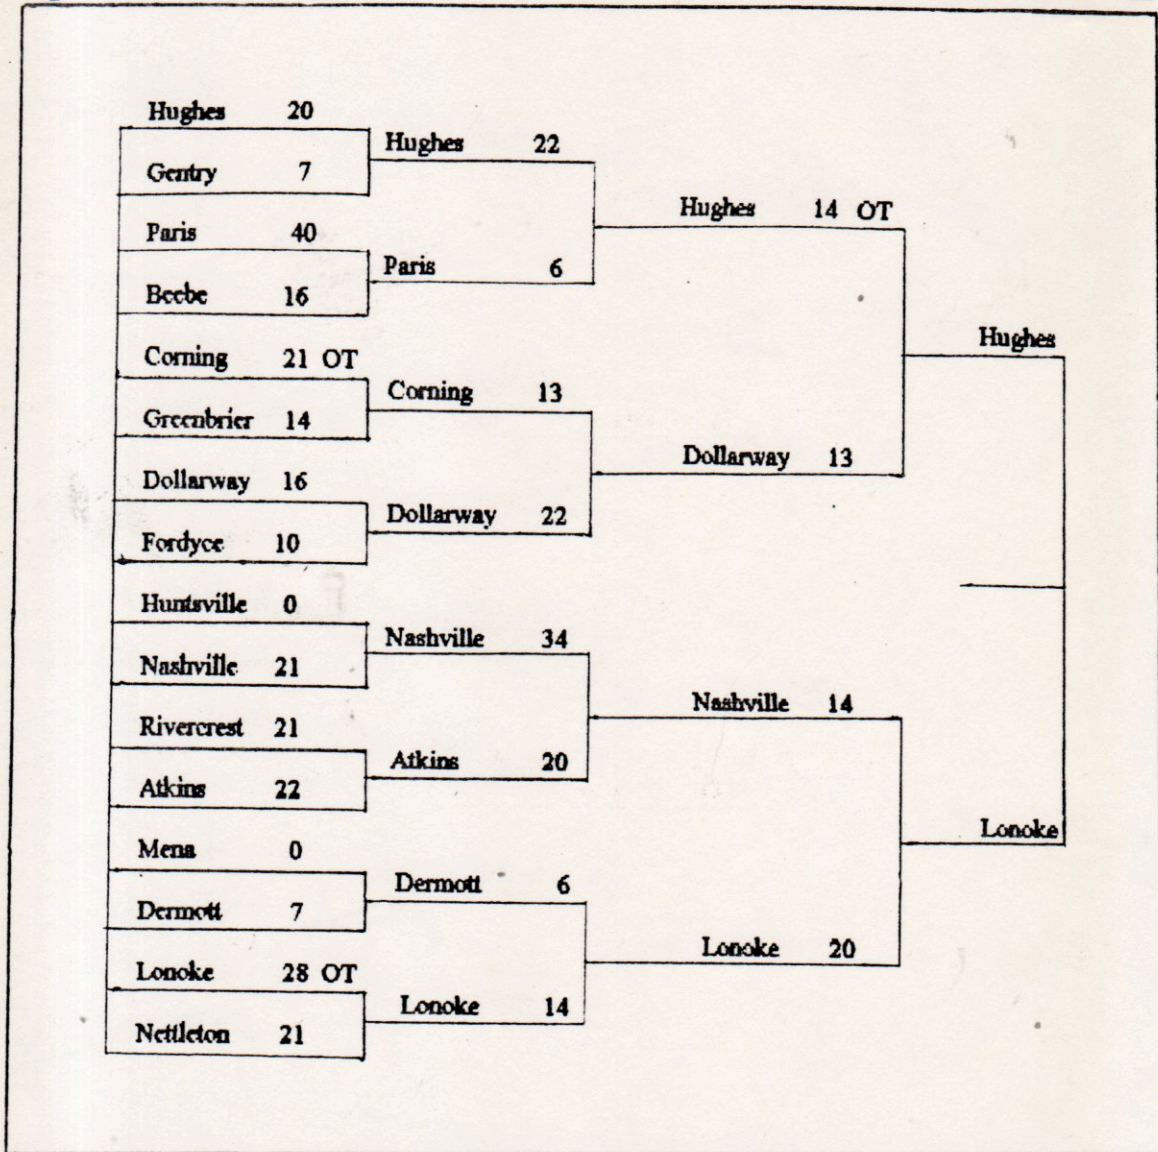 Hughes 20
Gentry 7
Paris 40
Beebe 16
Corning 21 OT
Greenbrier 14
Dollarway 16
Fordyce 10
Huntsville 0
Nashville 21
Rivercrest 21
Atkins 22
Mena 0
Dermott 7
Lonoke 28 OT
Nettleton 21
Hughes 22
Paris 6
Corning 13
Dollarway 22
Nashville 34
Atkins 20
Dermott 6
Lonoke 14
Hughes 14 OT
Dollarway 13
Nashville 14
Lonoke 20
Hughes
Lonoke